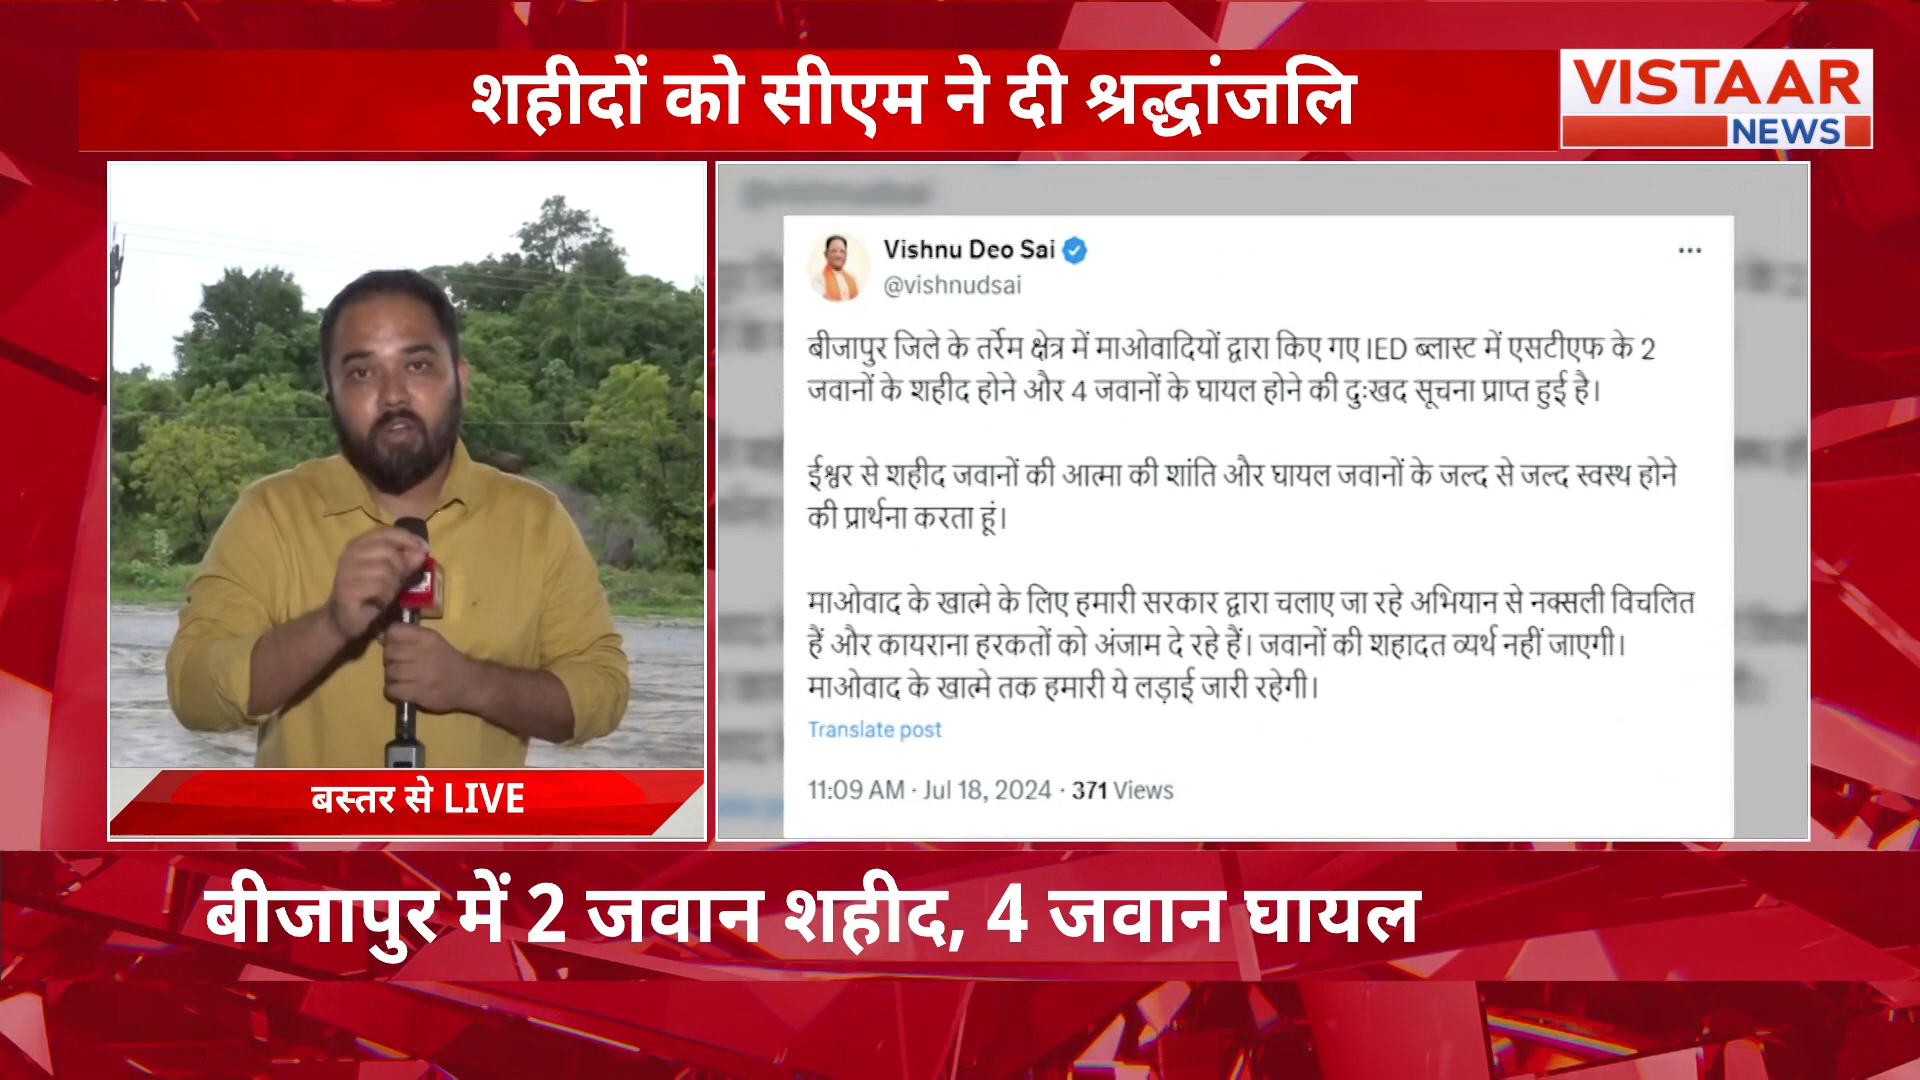 शहीदों को सीएम ने दी श्रद्धांजलि
VISTAAR
NEWS
Vishnu Deo Sai
@vishnudsai
बीजापुर जिले के तर्रेम क्षेत्र में माओवादियों द्वारा किए गए IED ब्लास्ट में एसटीएफ के 2
जवानों के शहीद होने और 4 जवानों के घायल होने की दुःखद सूचना प्राप्त हुई है।
ईश्वर से शहीद जवानों की आत्मा की शांति और घायल जवानों के जल्द से जल्द स्वस्थ होने
की प्रार्थना करता हूं।
माओवाद के खात्मे के लिए हमारी सरकार द्वारा चलाए जा रहे अभियान से नक्सली विचलित
हैं और कायराना हरकतों को अंजाम दे रहे हैं। जवानों की शहादत व्यर्थ नहीं जाएगी।
माओवाद के खात्मे तक हमारी ये लड़ाई जारी रहेगी।
Translate post
11:09 AM · Jul 18, 2024 · 371 Views
बस्तर से LIVE
बीजापुर में 2 जवान शहीद, 4 जवान घायल